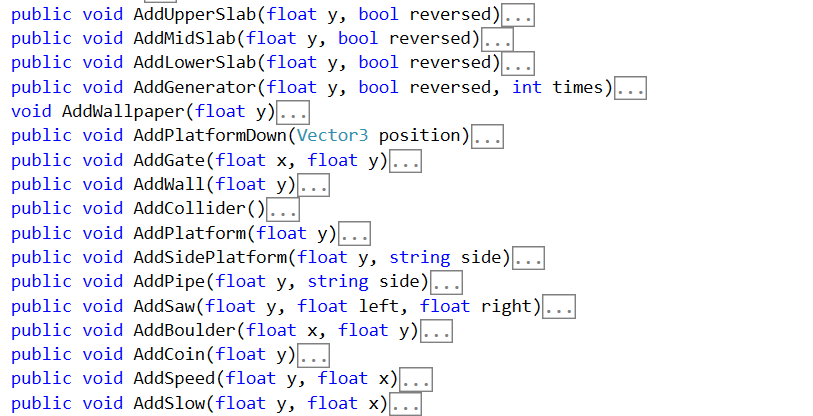 public void AddUpperSlab(float y, bool reversed)...
public void AddMidSlab(float y, bool reversed)...
public void AddLowerSlab(float y, bool reversed)...
public void AddGenerator(float y, bool reversed, int times)...
void AddWallpaper(float y)...
public void AddPlatformDown(Vector3 position)...
public void AddGate(float x, float y)...
public void AddWall(float y)...
public void AddCollider()...
public void AddPlatform(float y)...
public void AddSidePlatform(float y, string side)...
public void AddPipe(float y, string side)...
public void AddSaw(float y, float left, float right)...
public void AddBoulder(float x, float y)...
public void AddCoin(float y)...
public void AddSpeed(float y, float x)...
public void AddSlow(float y, float x)...